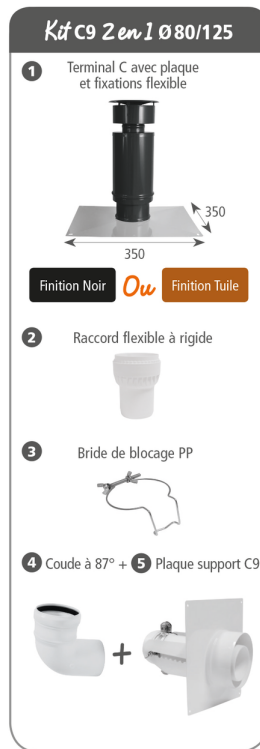 Kit C9 2 en 1 Ø 80/125
1 Terminal C avec plaque
et fixations flexible
350
350
Finition Noir Ou Finition Tuile
2 Raccord flexible à rigide
3 Bride de blocage PP
4 Coude à 87° + 5 Plaque support C9
+